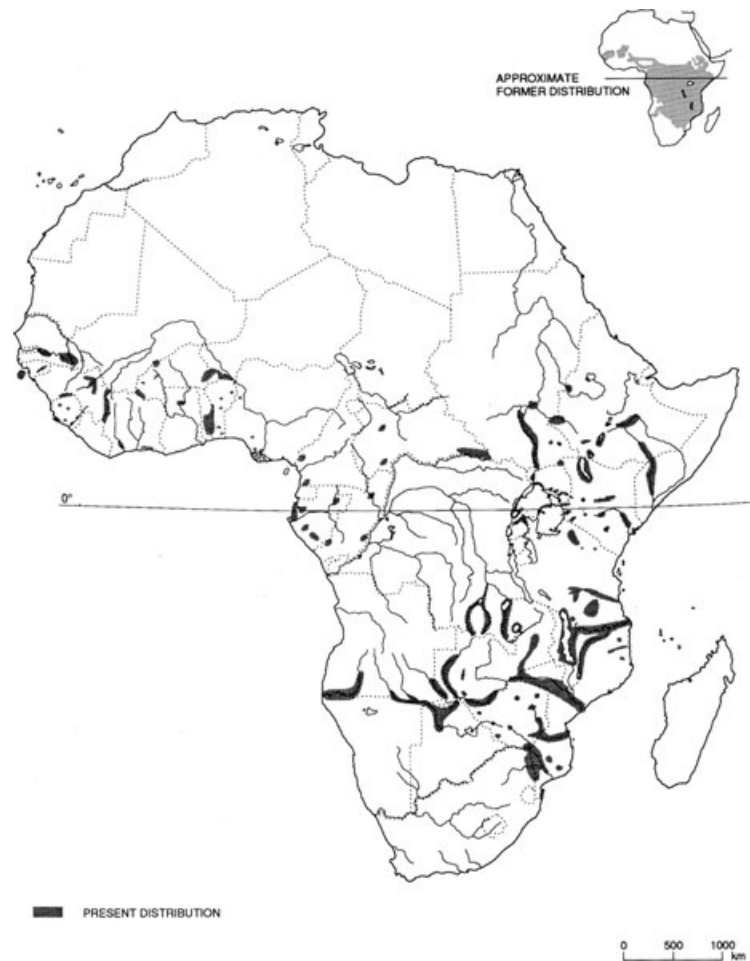 APPROXIMATE
FORMER DISTRIBUTION
0°
PRESENT DISTRIBUTION
0 500 1000
km